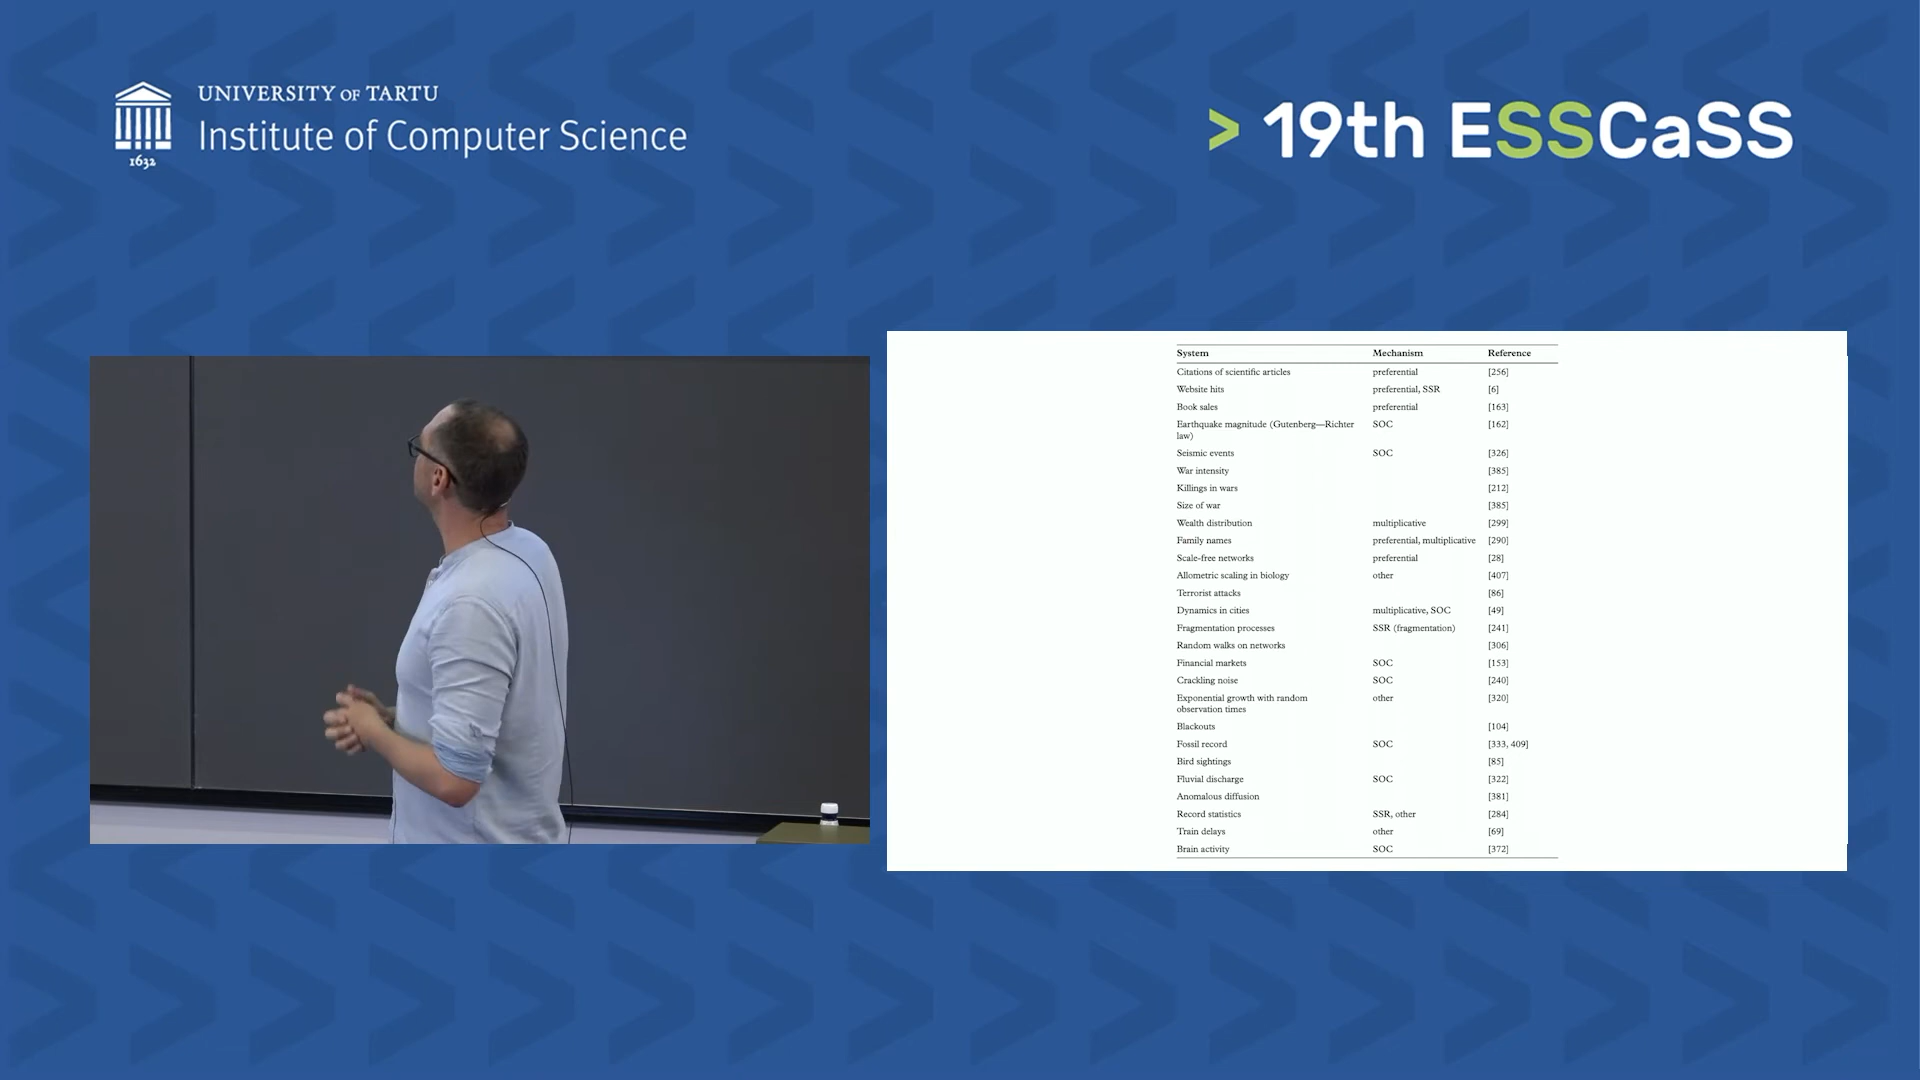 UNIVERSITY OF TARTU
Institute of Computer Science
1632
> 19th ESSCaSS
System Mechanism Reference
Citations of scientific articles preferential [256]
Website hits preferential, SSR [6]
Book sales preferential [163]
Earthquake magnitude (Gutenberg—Richter SOC [162]
law)
Seismic events SOC [326]
War intensity [385]
Killings in wars [212]
Size of war [385]
Wealth distribution multiplicative [299]
Family names preferential, multiplicative [290]
Scale-free networks preferential [28]
Allometric scaling in biology other [407]
Terrorist attacks [86]
Dynamics in cities multiplicative, SOC [49]
Fragmentation processes SSR (fragmentation) [241]
Random walks on networks [306]
Financial markets SOC [153]
Crackling noise SOC [240]
Exponential growth with random other [320]
observation times
Blackouts [104]
Fossil record SOC [333, 409]
Bird sightings [85]
Fluvial discharge SOC [322]
Anomalous diffusion [381]
Record statistics SSR, other [284]
Train delays other [69]
Brain activity SOC [372]